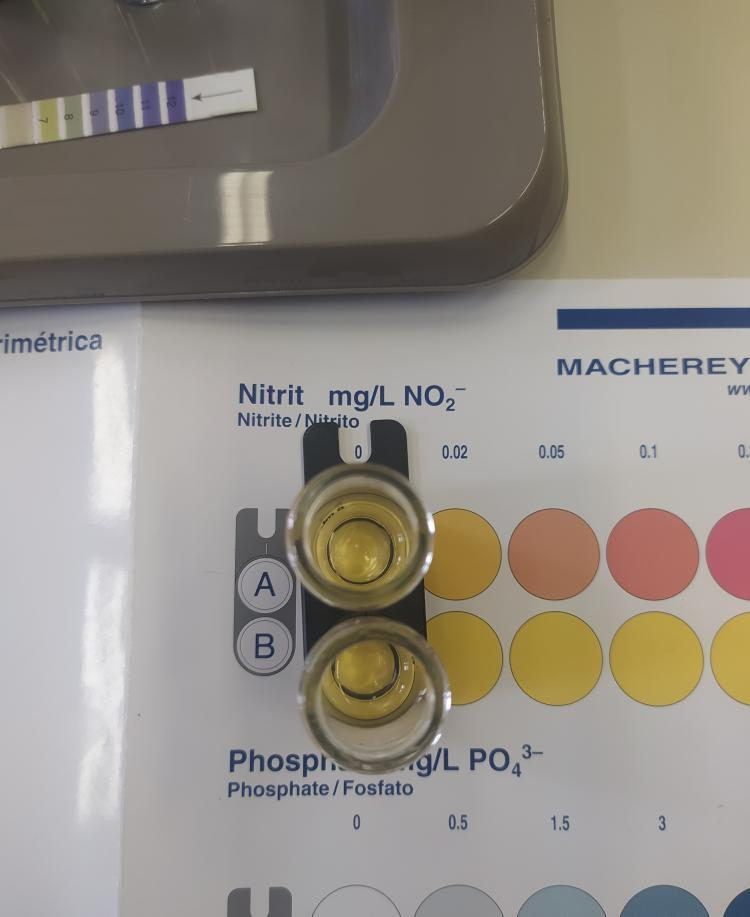 7 8 9 10 11 12
rimétrica
MACHEREY
Nitrit mg/L NO₂⁻
Nitrite / Nitrito
0 0.02 0.05 0.1
A
B
mg/L PO₄³⁻
Phosphate / Fosfato
0 0.5 1.5 3